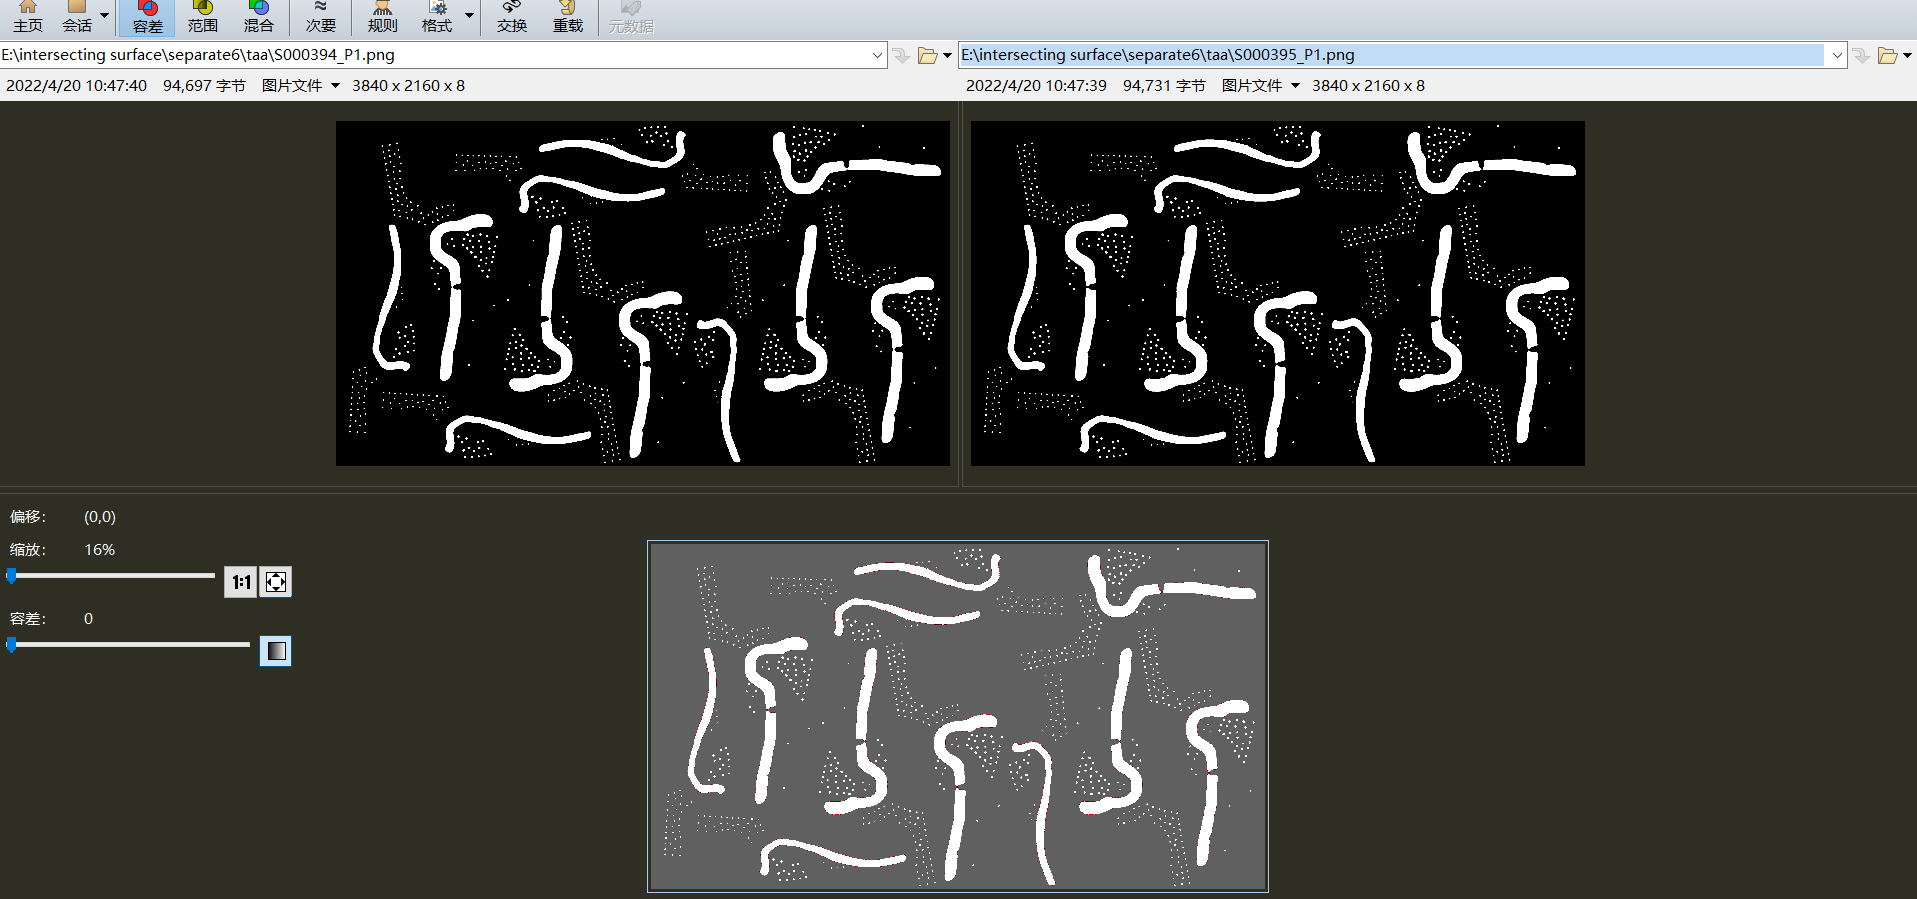 主页 会话 容差 范围 混合 次要 规则 格式 交换 重载 元数据
E:\intersecting surface\separate6\taa\S000394_P1.png
E:\intersecting surface\separate6\taa\S000395_P1.png
2022/4/20 10:47:40 94,697 字节 图片文件 3840 x 2160 x 8
2022/4/20 10:47:39 94,731 字节 图片文件 3840 x 2160 x 8
偏移: (0,0)
缩放: 16%
1:1
容差: 0